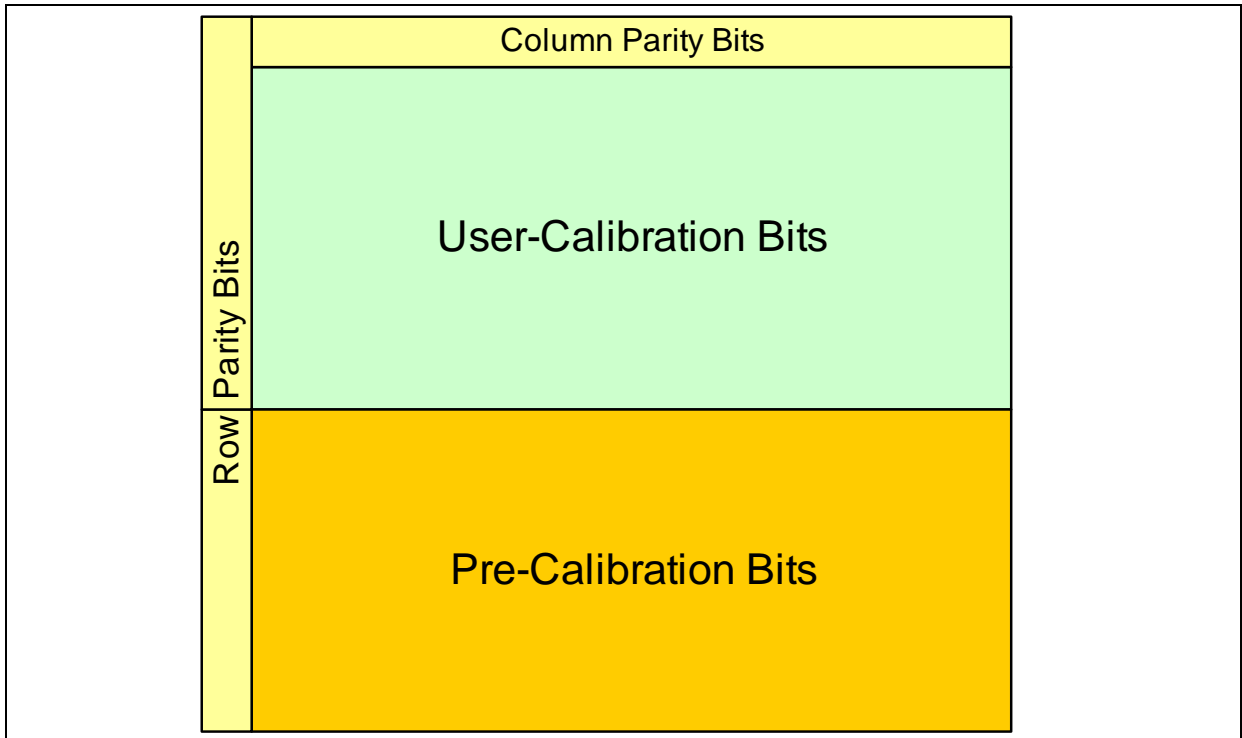 Column Parity Bits
User-Calibration Bits
Row Parity Bits
Pre-Calibration Bits